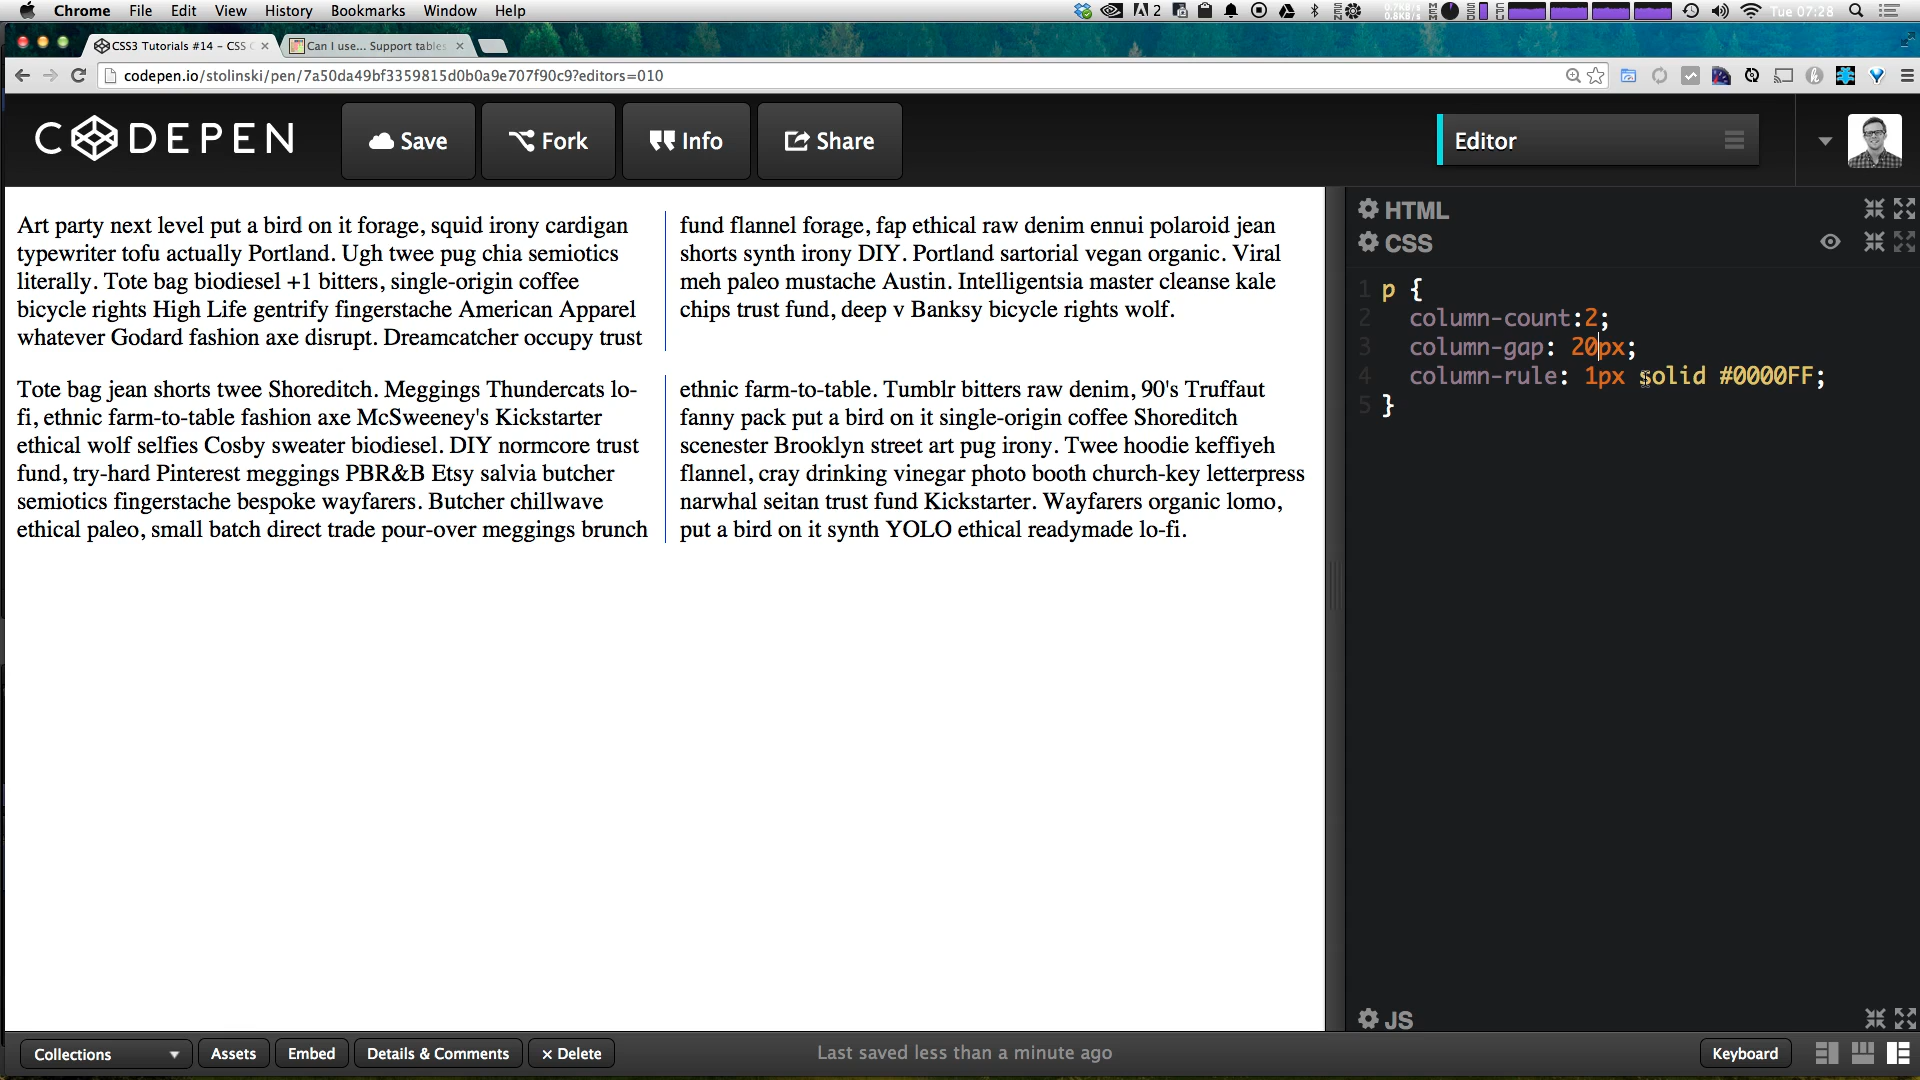 Chrome File Edit View History Bookmarks Window Help
2
Tue 07:28
CSS3 Tutorials #14 – CSS C
Can I use... Support tables
codepen.io/stolinski/pen/7a50da49bf3359815d0b0a9e707f90c9?editors=010
CODEPEN
Save
Fork
Info
Share
Editor
Art party next level put a bird on it forage, squid irony cardigan
typewriter tofu actually Portland. Ugh twee pug chia semiotics
literally. Tote bag biodiesel +1 bitters, single-origin coffee
bicycle rights High Life gentrify fingerstache American Apparel
whatever Godard fashion axe disrupt. Dreamcatcher occupy trust
fund flannel forage, fap ethical raw denim ennui polaroid jean
shorts synth irony DIY. Portland sartorial vegan organic. Viral
meh paleo mustache Austin. Intelligentsia master cleanse kale
chips trust fund, deep v Banksy bicycle rights wolf.
Tote bag jean shorts twee Shoreditch. Meggings Thundercats lo-
fi, ethnic farm-to-table fashion axe McSweeney's Kickstarter
ethical wolf selfies Cosby sweater biodiesel. DIY normcore trust
fund, try-hard Pinterest meggings PBR&B Etsy salvia butcher
semiotics fingerstache bespoke wayfarers. Butcher chillwave
ethical paleo, small batch direct trade pour-over meggings brunch
ethnic farm-to-table. Tumblr bitters raw denim, 90's Truffaut
fanny pack put a bird on it single-origin coffee Shoreditch
scenester Brooklyn street art pug irony. Twee hoodie keffiyeh
flannel, cray drinking vinegar photo booth church-key letterpress
narwhal seitan trust fund Kickstarter. Wayfarers organic lomo,
put a bird on it synth YOLO ethical readymade lo-fi.
HTML
CSS
1 p {
2 column-count:2;
3 column-gap: 20px;
4 column-rule: 1px solid #0000FF;
5 }
JS
Collections
Assets
Embed
Details & Comments
× Delete
Last saved less than a minute ago
Keyboard